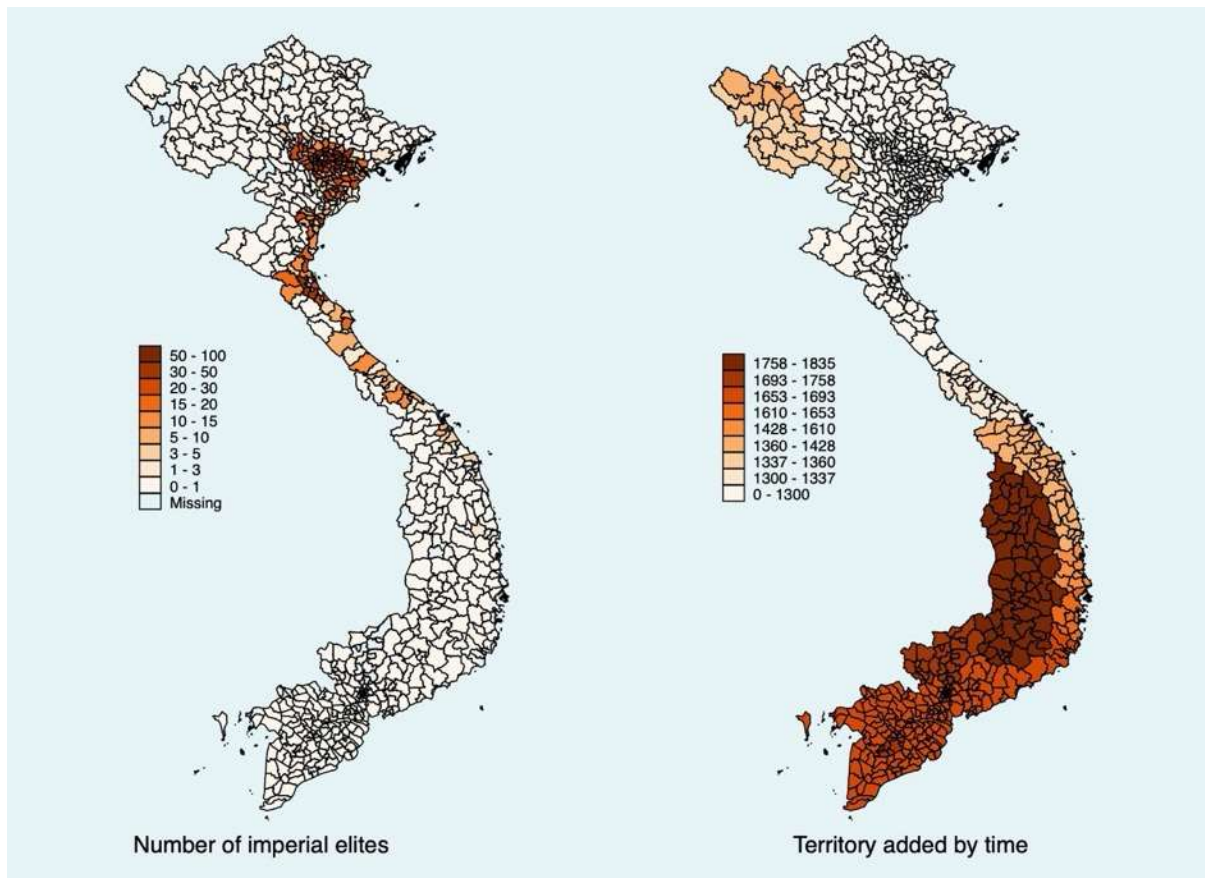 50 - 100
30 - 50
20 - 30
15 - 20
10 - 15
5 - 10
3 - 5
1 - 3
0 - 1
Missing
Number of imperial elites
1758 - 1835
1693 - 1758
1653 - 1693
1610 - 1653
1428 - 1610
1360 - 1428
1337 - 1360
1300 - 1337
0 - 1300
Territory added by time